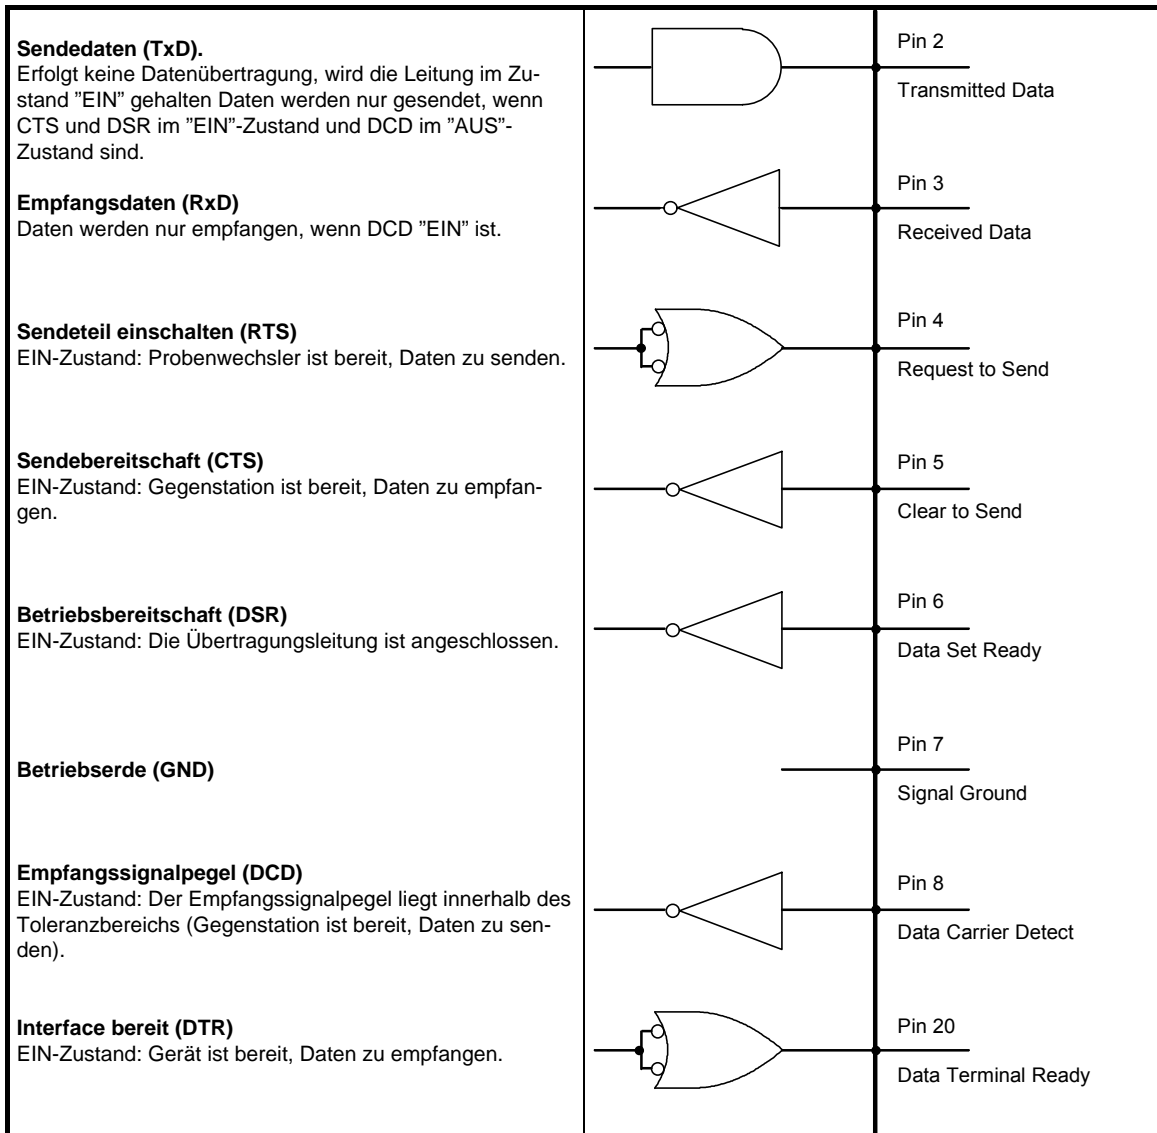 Sendedaten (TxD).
Erfolgt keine Datenübertragung, wird die Leitung im Zu-
stand ”EIN” gehalten Daten werden nur gesendet, wenn
CTS und DSR im ”EIN”-Zustand und DCD im ”AUS”-
Zustand sind.
Pin 2
Transmitted Data
Empfangsdaten (RxD)
Daten werden nur empfangen, wenn DCD ”EIN” ist.
Pin 3
Received Data
Sendeteil einschalten (RTS)
EIN-Zustand: Probenwechsler ist bereit, Daten zu senden.
Pin 4
Request to Send
Sendebereitschaft (CTS)
EIN-Zustand: Gegenstation ist bereit, Daten zu empfan-
gen.
Pin 5
Clear to Send
Betriebsbereitschaft (DSR)
EIN-Zustand: Die Übertragungsleitung ist angeschlossen.
Pin 6
Data Set Ready
Betriebserde (GND)
Pin 7
Signal Ground
Empfangssignalpegel (DCD)
EIN-Zustand: Der Empfangssignalpegel liegt innerhalb des
Toleranzbereichs (Gegenstation ist bereit, Daten zu sen-
den).
Pin 8
Data Carrier Detect
Interface bereit (DTR)
EIN-Zustand: Gerät ist bereit, Daten zu empfangen.
Pin 20
Data Terminal Ready